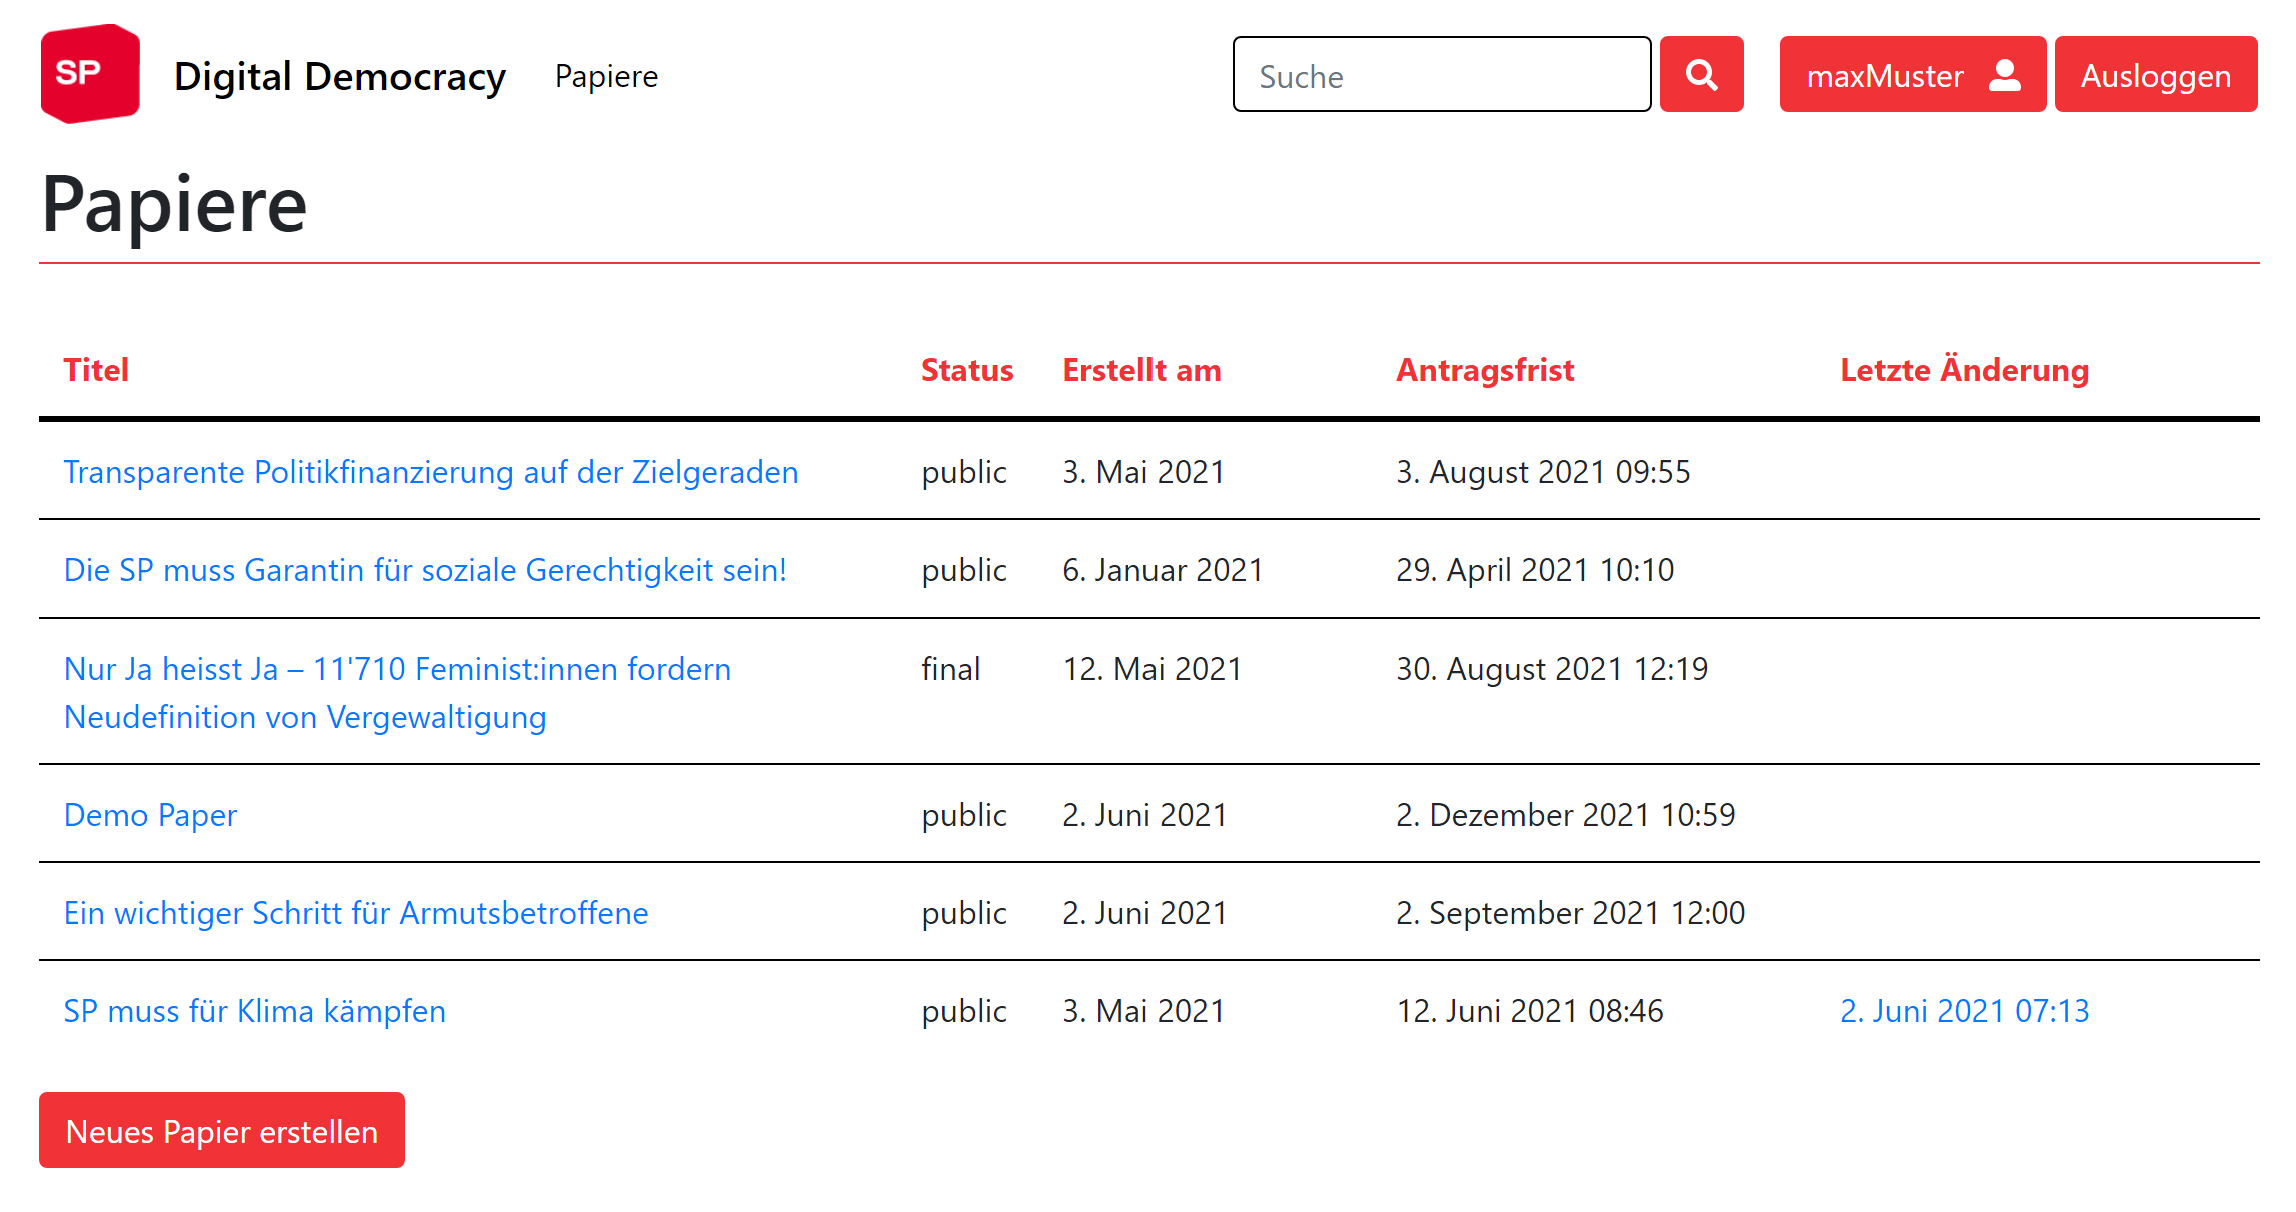 SP Digital Democracy Papiere Suche maxMuster Ausloggen
Papiere
Titel Status Erstellt am Antragsfrist Letzte Änderung
Transparente Politikfinanzierung auf der Zielgeraden public 3. Mai 2021 3. August 2021 09:55
Die SP muss Garantin für soziale Gerechtigkeit sein! public 6. Januar 2021 29. April 2021 10:10
Nur Ja heisst Ja – 11'710 Feminist:innen fordern final 12. Mai 2021 30. August 2021 12:19
Neudefinition von Vergewaltigung
Demo Paper public 2. Juni 2021 2. Dezember 2021 10:59
Ein wichtiger Schritt für Armutsbetroffene public 2. Juni 2021 2. September 2021 12:00
SP muss für Klima kämpfen public 3. Mai 2021 12. Juni 2021 08:46 2. Juni 2021 07:13
Neues Papier erstellen